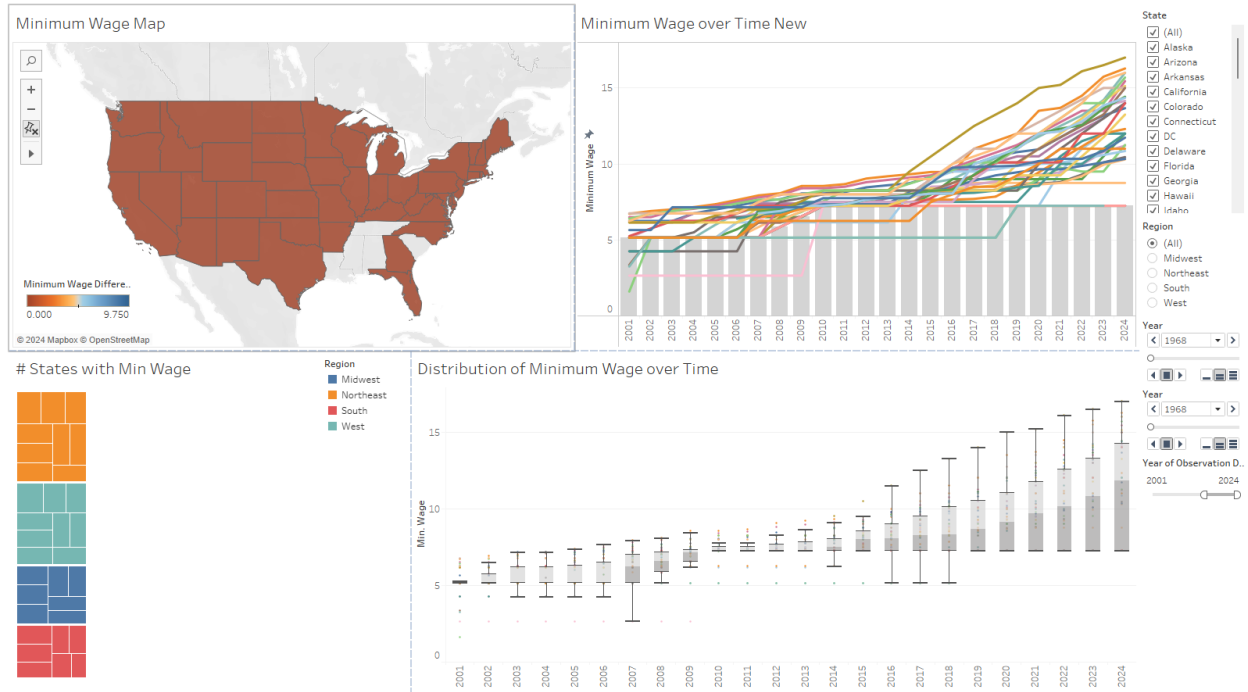 Minimum Wage Map
Minimum Wage Differe..
0.000 9.750
© 2024 Mapbox © OpenStreetMap
Minimum Wage over Time New
Minimum Wage
15
10
5
0
2001 2002 2003 2004 2005 2006 2007 2008 2009 2010 2011 2012 2013 2014 2015 2016 2017 2018 2019 2020 2021 2022 2023 2024
State
(All)
Alaska
Arizona
Arkansas
California
Colorado
Connecticut
DC
Delaware
Florida
Georgia
Hawaii
Idaho
Region
(All)
Midwest
Northeast
South
West
Year
1968
Year
1968
Year of Observation D..
2001 2024
# States with Min Wage
Region
Midwest
Northeast
South
West
Distribution of Minimum Wage over Time
Min. Wage
15
10
5
0
2001 2002 2003 2004 2005 2006 2007 2008 2009 2010 2011 2012 2013 2014 2015 2016 2017 2018 2019 2020 2021 2022 2023 2024